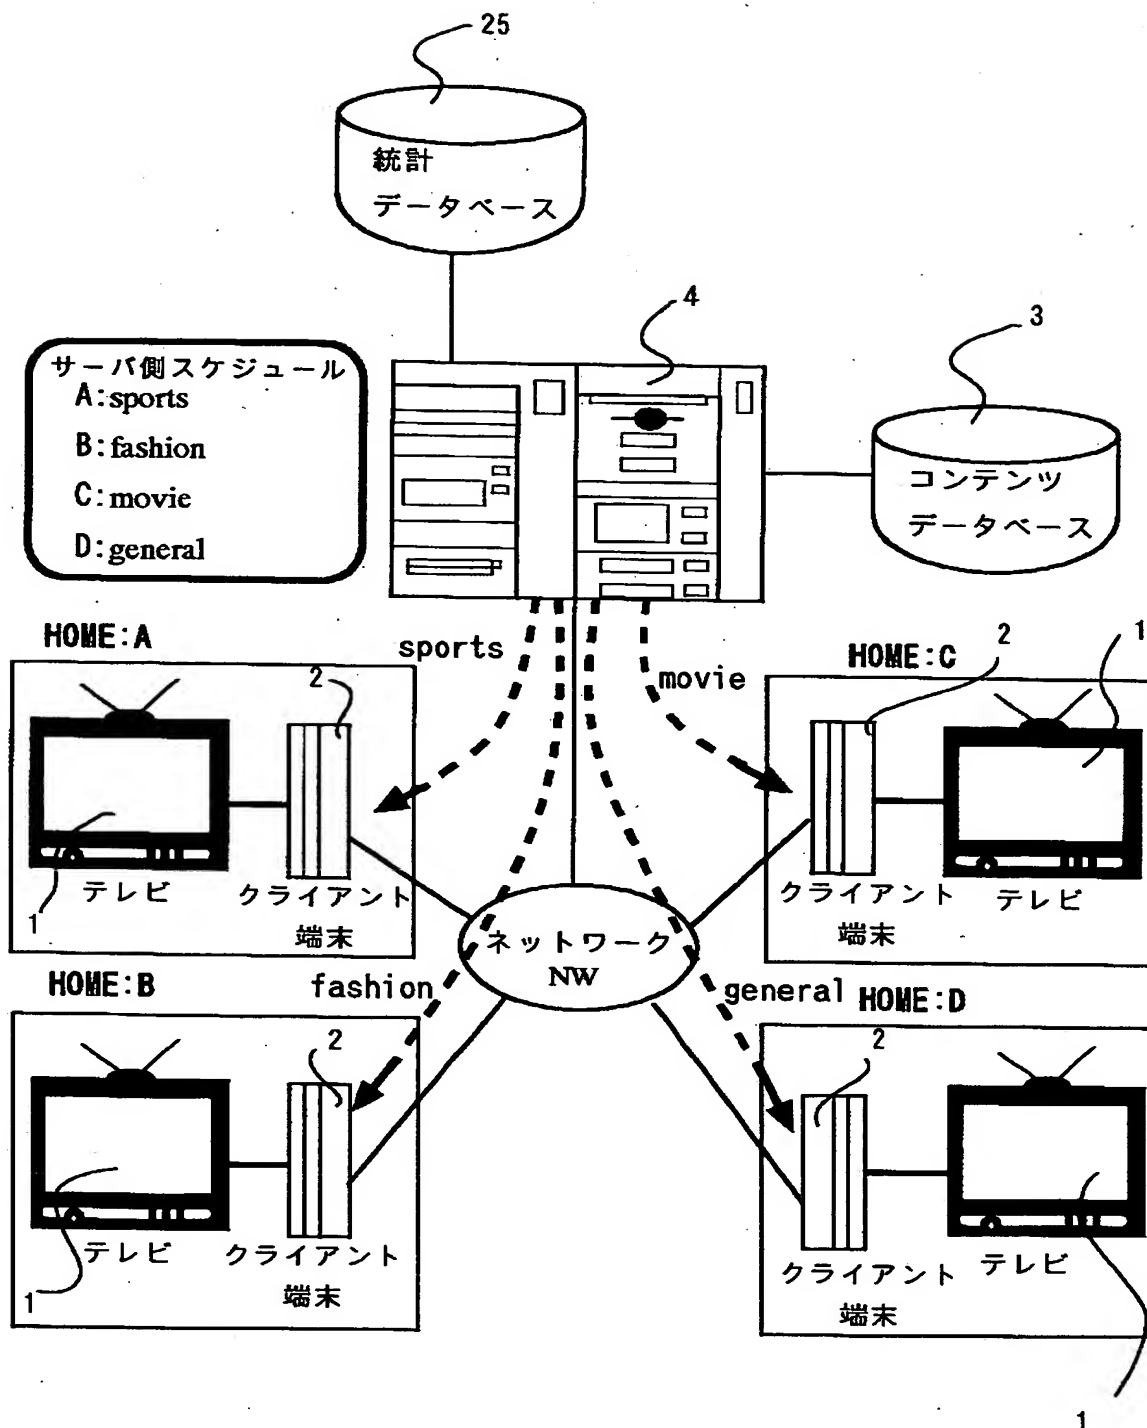 25
統計
データベース
4
3
サーバ側スケジュール
A:sports
B:fashion
C:movie
D:general
コンテンツ
データベース
HOME:A
sports
2
1
テレビ
クライアント
端末
movie
HOME:C
2
1
クライアント
端末
テレビ
ネットワーク
NW
HOME:B
fashion
2
1
テレビ
クライアント
端末
general
HOME:D
2
クライアント
端末
テレビ
1